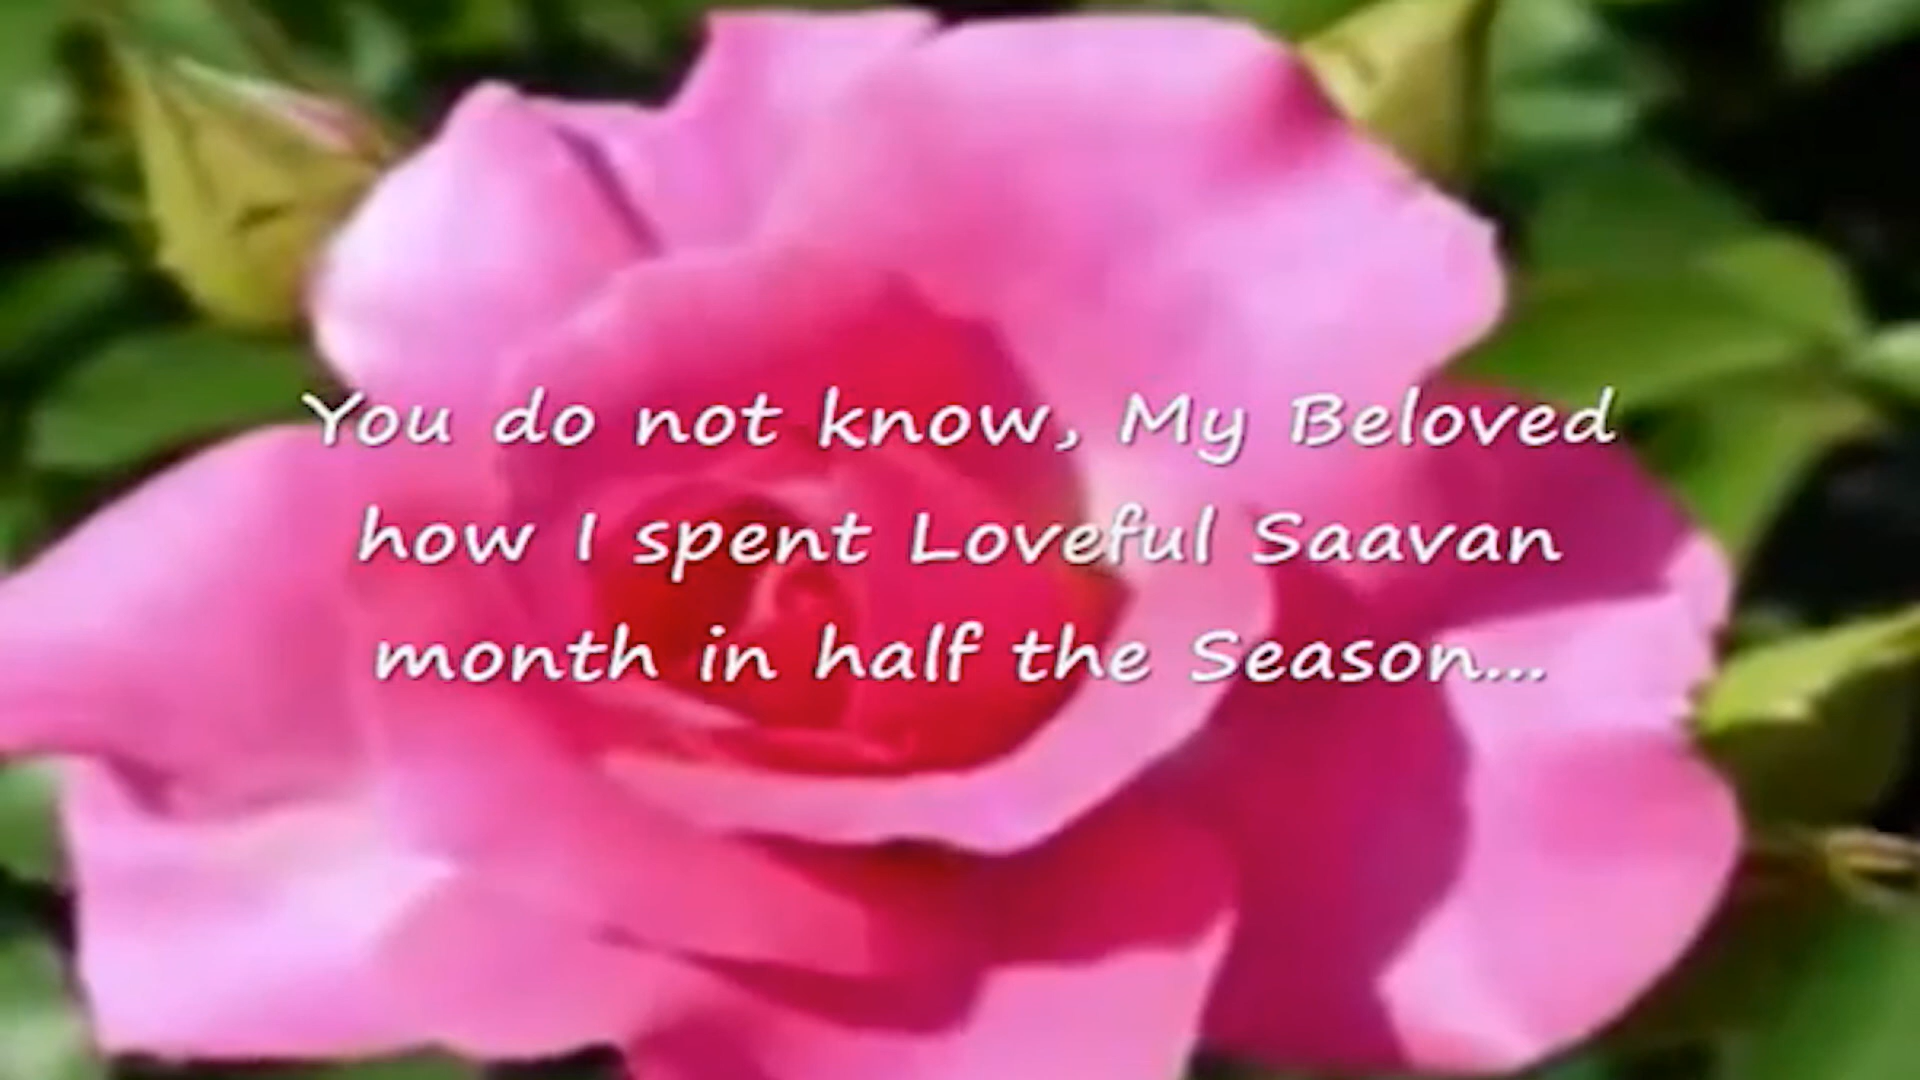 You do not know, My Beloved
how I spent Loveful Saavan
month in half the Season...